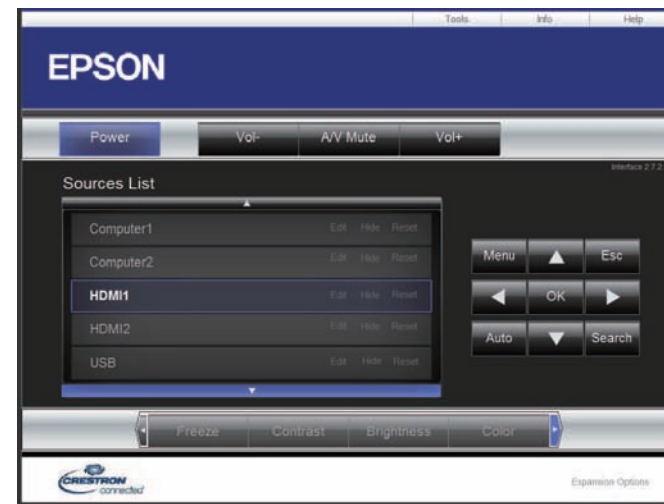 Tools Info Help
EPSON
Power Vol- A/V Mute Vol+
Interface 2.7.2
Sources List
Computer1 Edit Hide Reset
Computer2 Edit Hide Reset
HDMI1 Edit Hide Reset
HDMI2 Edit Hide Reset
USB Edit Hide Reset
Menu Esc
OK
Auto Search
Freeze Contrast Brightness Color
CRESTRON
connected
Expansion Options